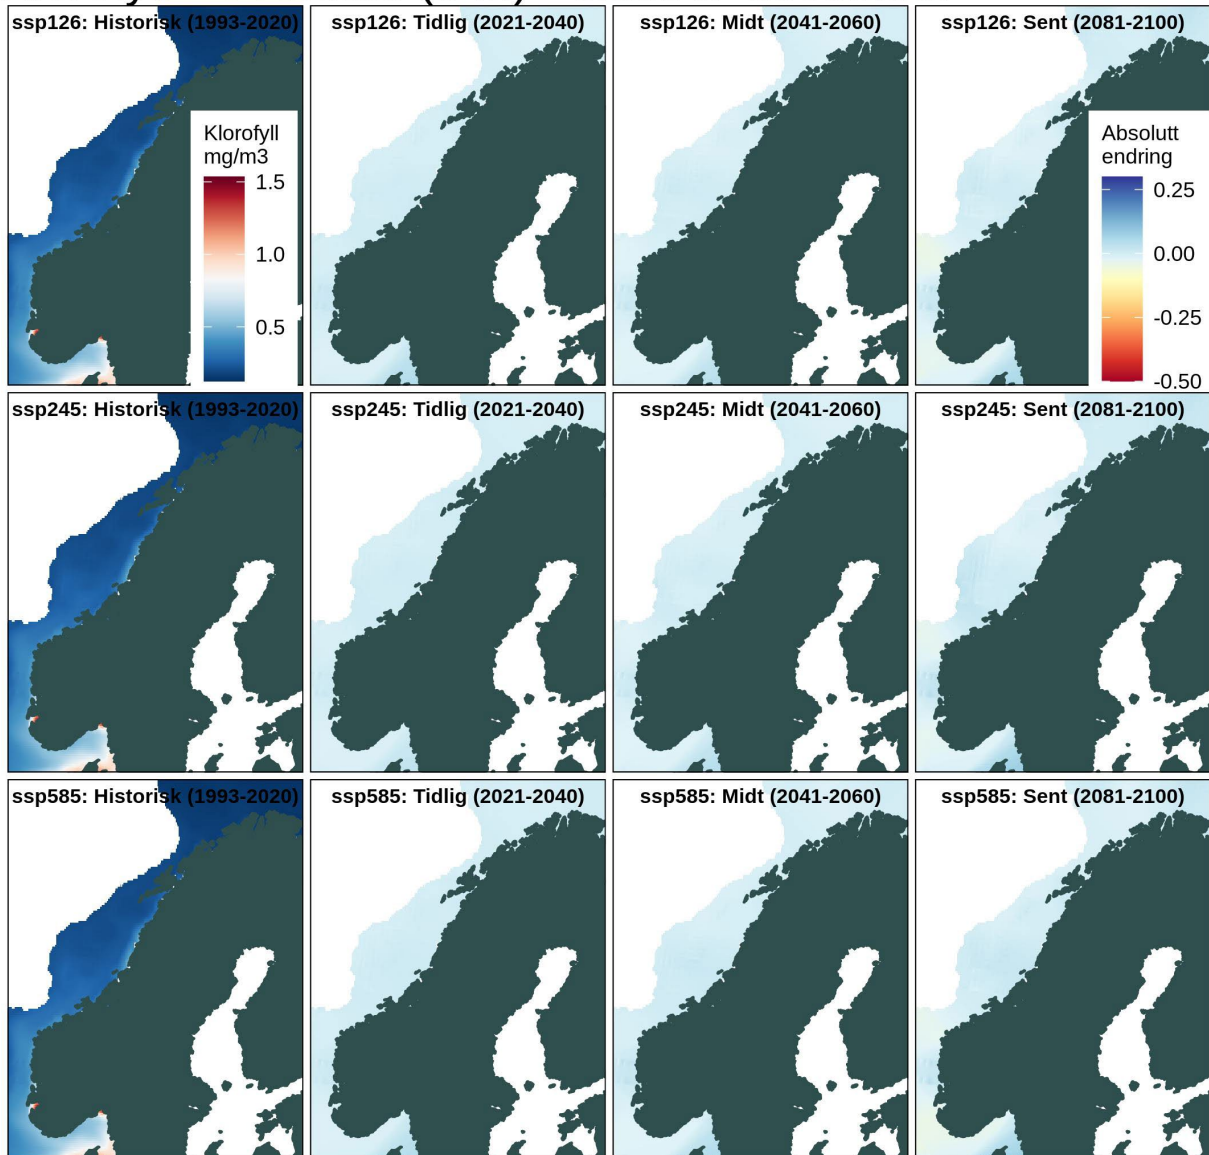 ssp126: Historisk (1993-2020)
ssp126: Tidlig (2021-2040)
ssp126: Midt (2041-2060)
ssp126: Sent (2081-2100)
Klorofyll
mg/m3
1.5
1.0
0.5
Absolutt
endring
0.25
0.00
-0.25
-0.50
ssp245: Historisk (1993-2020)
ssp245: Tidlig (2021-2040)
ssp245: Midt (2041-2060)
ssp245: Sent (2081-2100)
ssp585: Historisk (1993-2020)
ssp585: Tidlig (2021-2040)
ssp585: Midt (2041-2060)
ssp585: Sent (2081-2100)